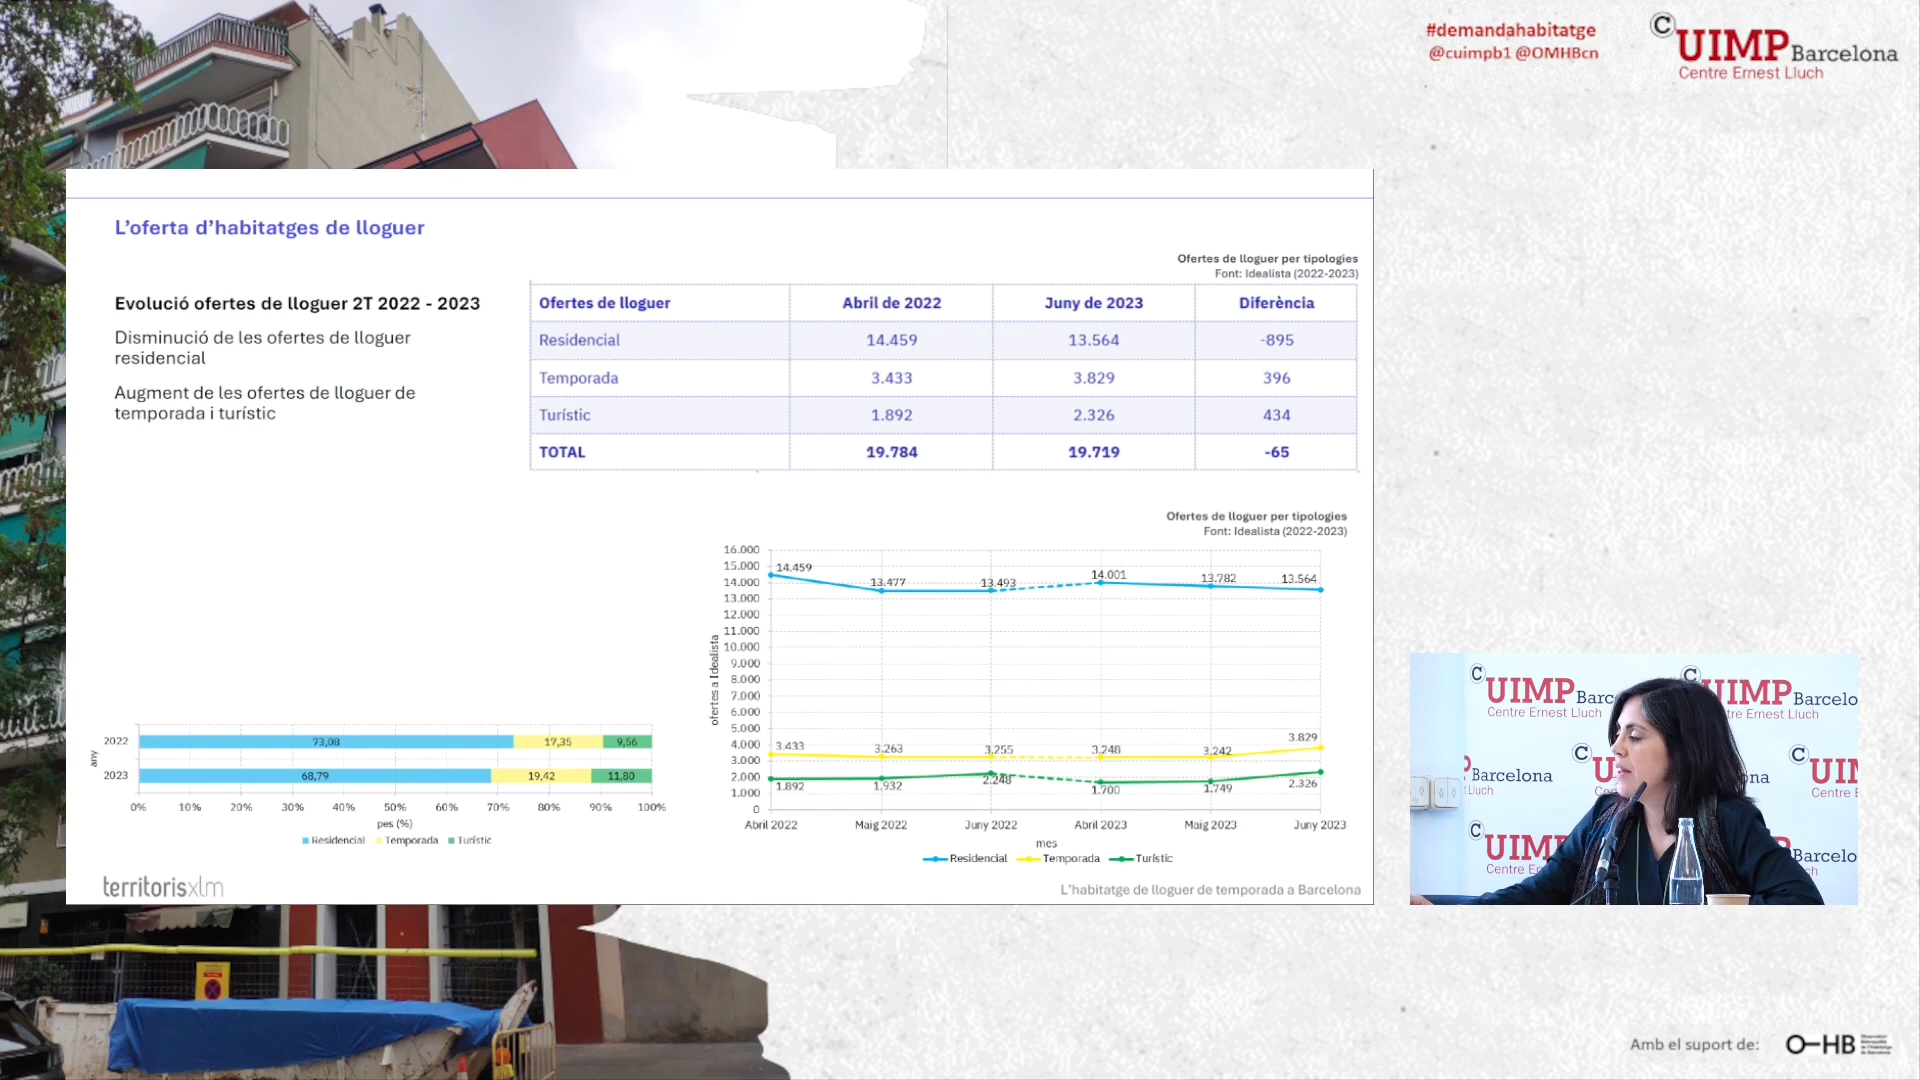 #demandahabitatge
@cuimpb1 @OMHBcn
C UIMP Barcelona
Centre Ernest Lluch
L'oferta d'habitatges de lloguer
Evolució ofertes de lloguer 2T 2022 - 2023
Disminució de les ofertes de lloguer
residencial
Augment de les ofertes de lloguer de
temporada i turístic
Ofertes de lloguer per tipologies
Font: Idealista (2022-2023)
Ofertes de lloguer Abril de 2022 Juny de 2023 Diferència
Residencial 14.459 13.564 -895
Temporada 3.433 3.829 396
Turístic 1.892 2.326 434
TOTAL 19.784 19.719 -65
Ofertes de lloguer per tipologies
Font: Idealista (2022-2023)
ofertes a Idealista
16.000
15.000
14.000
13.000
12.000
11.000
10.000
9.000
8.000
7.000
6.000
5.000
4.000
3.000
2.000
1.000
0
14.459 13.477 13.493 14.001 13.782 13.564
3.433 3.263 3.255 3.248 3.242 3.829
1.892 1.932 2.248 1.700 1.749 2.326
Abril 2022 Maig 2022 Juny 2022 Abril 2023 Maig 2023 Juny 2023
mes
Residencial Temporada Turístic
any
2022 73,08 17,35 9,56
2023 68,79 19,42 11,80
0% 10% 20% 30% 40% 50% 60% 70% 80% 90% 100%
pes (%)
Residencial Temporada Turístic
territorisxlm
L'habitatge de lloguer de temporada a Barcelona
C UIMP Barc
Centre Ernest Lluch
C UIMP Barcelo
Centre Ernest Lluch
Barcelona
t Lluch
C U
Cen
ona
C UIN
Centre E
C UIM
Centre Er
Barcelo
ch
Amb el suport de:
O-HB